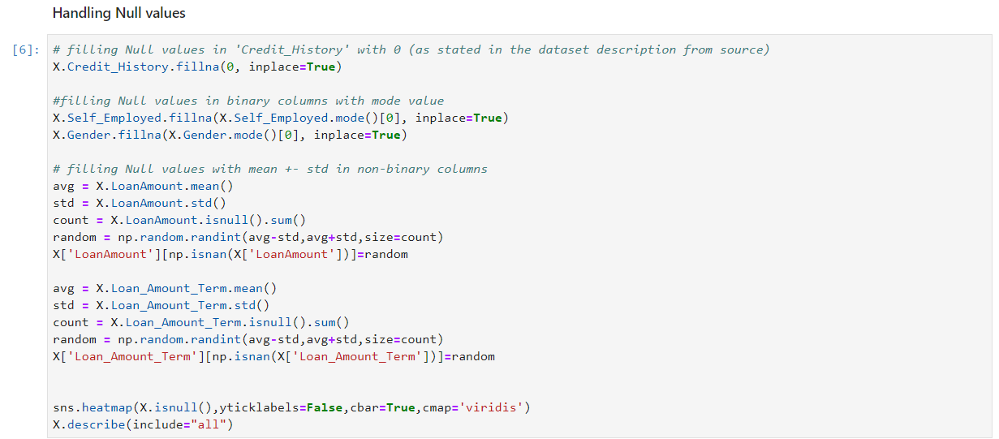 Handling Null values
[6]: # filling Null values in 'Credit_History' with 0 (as stated in the dataset description from source)
X.Credit_History.fillna(0, inplace=True)
#filling Null values in binary columns with mode value
X.Self_Employed.fillna(X.Self_Employed.mode()[0], inplace=True)
X.Gender.fillna(X.Gender.mode()[0], inplace=True)
# filling Null values with mean +- std in non-binary columns
avg = X.LoanAmount.mean()
std = X.LoanAmount.std()
count = X.LoanAmount.isnull().sum()
random = np.random.randint(avg-std,avg+std,size=count)
X['LoanAmount'][np.isnan(X['LoanAmount'])]=random
avg = X.Loan_Amount_Term.mean()
std = X.Loan_Amount_Term.std()
count = X.Loan_Amount_Term.isnull().sum()
random = np.random.randint(avg-std,avg+std,size=count)
X['Loan_Amount_Term'][np.isnan(X['Loan_Amount_Term'])]=random
sns.heatmap(X.isnull(),yticklabels=False,cbar=True,cmap='viridis')
X.describe(include="all")